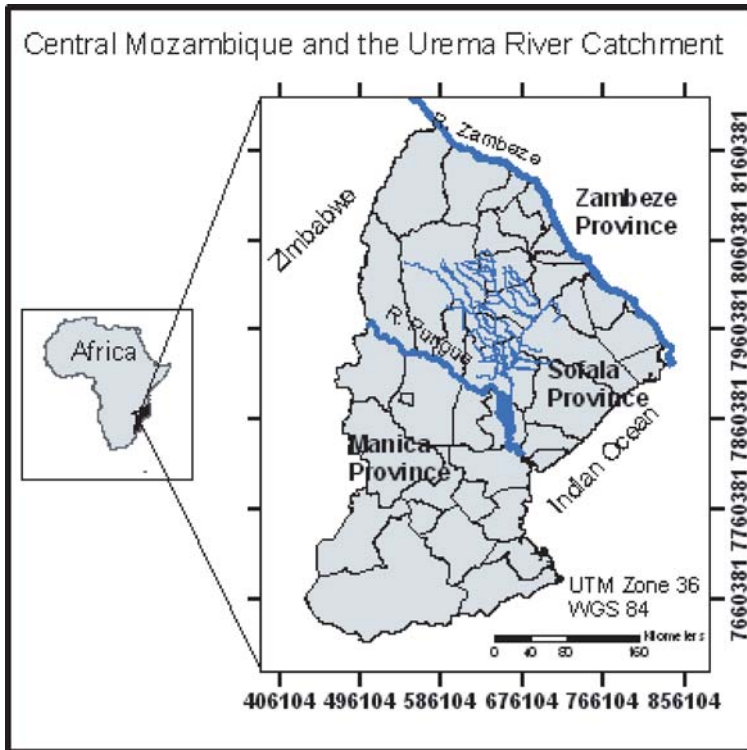 Central Mozambique and the Urema River Catchment
R. Zambeze
Zambeze
Province
Zimbabwe
R. Pungue
Africa
Sofala
Province
Manica
Province
Indian Ocean
UTM Zone 36
WGS 84
Kilometers
0 40 80 160
8160381
8060381
7960381
7860381
7760381
7660381
406104 496104 586104 676104 766104 856104